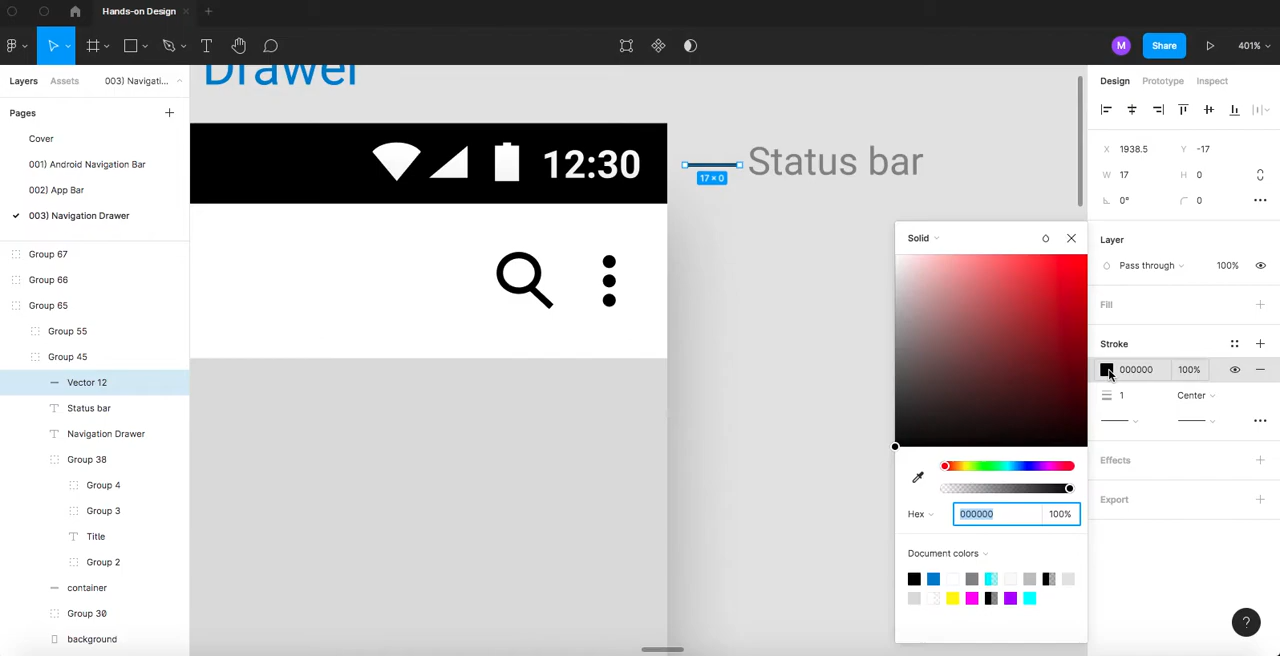 Hands-on Design
Share
401%
Layers
Assets
003) Navigati...
Pages
Cover
001) Android Navigation Bar
002) App Bar
003) Navigation Drawer
Group 67
Group 66
Group 65
Group 55
Group 45
Vector 12
Status bar
Navigation Drawer
Group 38
Group 4
Group 3
Title
Group 2
container
Group 30
background
Drawer
12:30
17 × 0
Status bar
Solid
Hex
000000
100%
Document colors
M
Design
Prototype
Inspect
X
1938.5
Y
-17
W
17
H
0
0°
0
Layer
Pass through
100%
Fill
Stroke
000000
100%
1
Center
Effects
Export
?